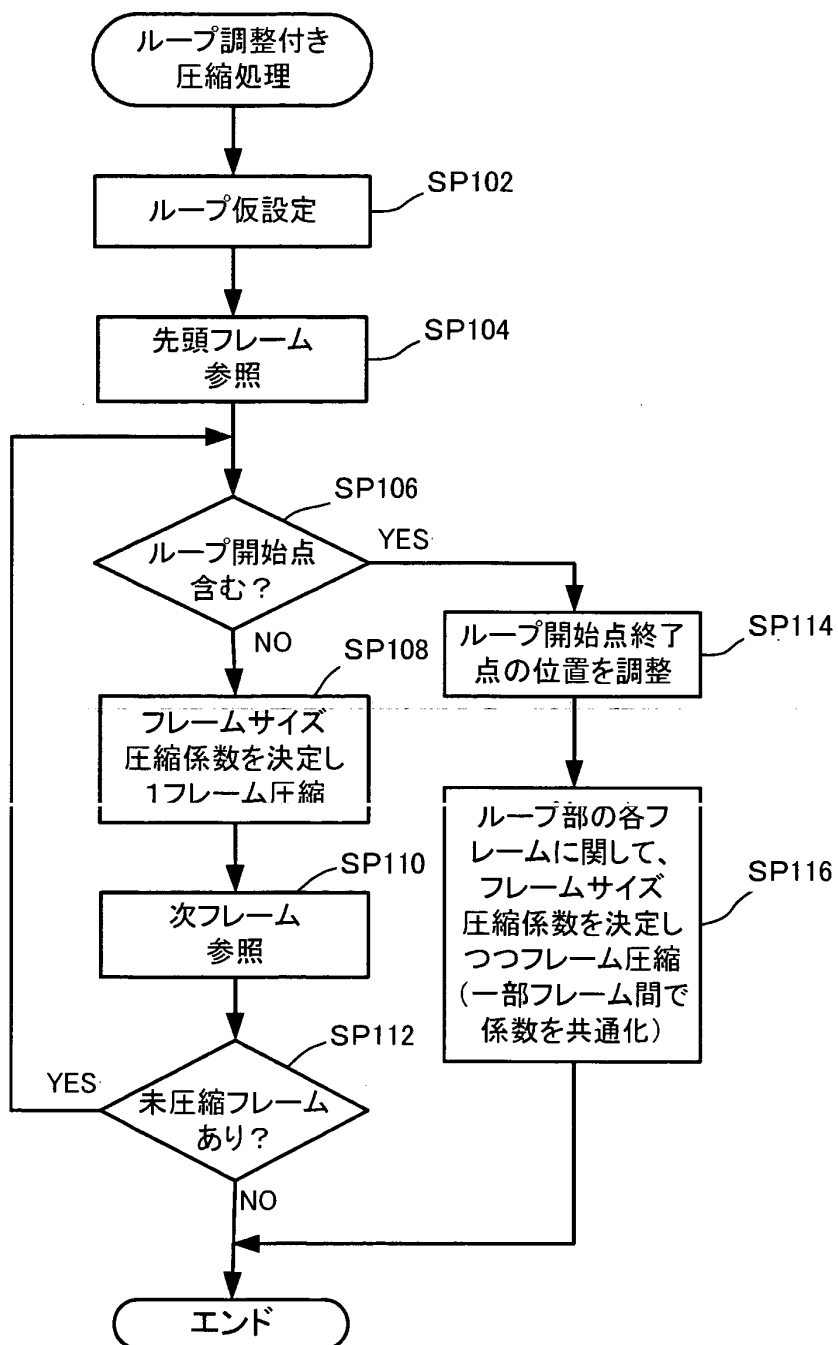 ループ調整付き
圧縮処理
SP102
ループ仮設定
SP104
先頭フレーム
参照
SP106
ループ開始点
含む？
YES
NO
SP108
フレームサイズ
圧縮係数を決定し
1フレーム圧縮
SP110
次フレーム
参照
SP112
YES
未圧縮フレーム
あり？
NO
SP114
ループ開始点終了
点の位置を調整
SP116
ループ部の各フ
レームに関して、
フレームサイズ
圧縮係数を決定し
つつフレーム圧縮
（一部フレーム間で
係数を共通化）
エンド